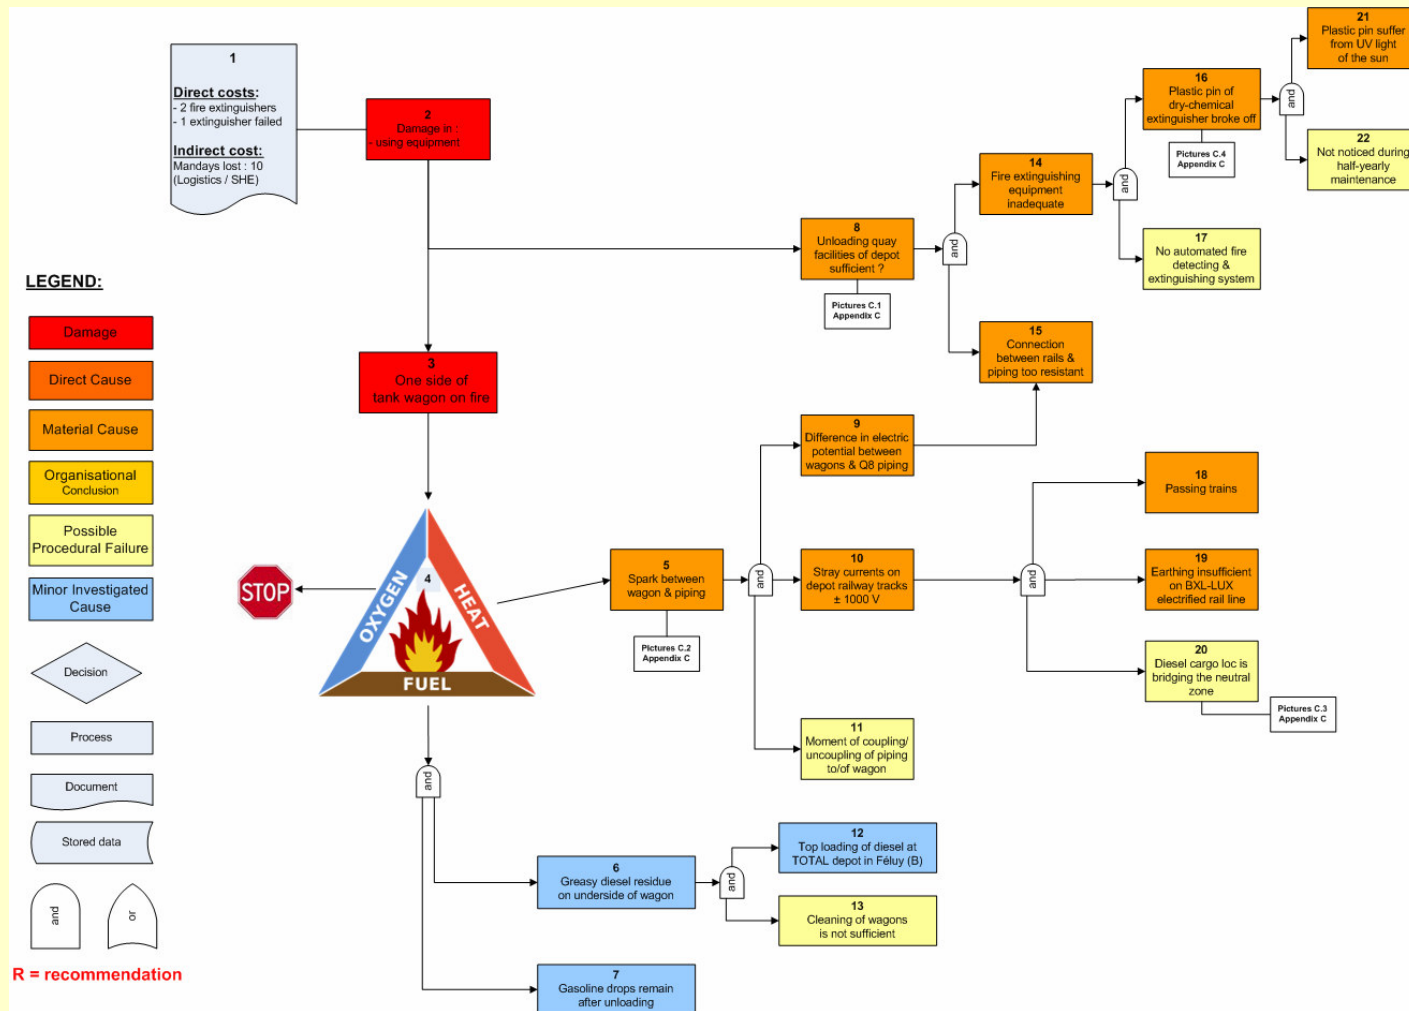 1
Direct costs:
- 2 fire extinguishers
- 1 extinguisher failed
Indirect cost:
Mandays lost : 10
(Logistics / SHE)
2
Damage in :
- using equipment
21
Plastic pin suffer
from UV light
of the sun
16
Plastic pin of
dry-chemical
extinguisher broke off
and
Pictures C.4
Appendix C
22
Not noticed during
half-yearly
maintenance
14
Fire extinguishing
equipment
inadequate
and
17
No automated fire
detecting &
extinguishing system
8
Unloading quay
facilities of depot
sufficient ?
and
Pictures C.1
Appendix C
15
Connection
between rails &
piping too resistant
LEGEND:
Damage
Direct Cause
Material Cause
Organisational
Conclusion
Possible
Procedural Failure
Minor Investigated
Cause
Decision
Process
Document
Stored data
and
or
R = recommendation
3
One side of
tank wagon on fire
STOP
4
OXYGEN
HEAT
FUEL
5
Spark between
wagon & piping
Pictures C.2
Appendix C
and
9
Difference in electric
potential between
wagons & Q8 piping
10
Stray currents on
depot railway tracks
± 1000 V
11
Moment of coupling/
uncoupling of piping
to/of wagon
and
18
Passing trains
19
Earthing insufficient
on BXL-LUX
electrified rail line
20
Diesel cargo loc is
bridging the neutral
zone
Pictures C.3
Appendix C
and
6
Greasy diesel residue
on underside of wagon
and
12
Top loading of diesel at
TOTAL depot in Féluy (B)
13
Cleaning of wagons
is not sufficient
7
Gasoline drops remain
after unloading